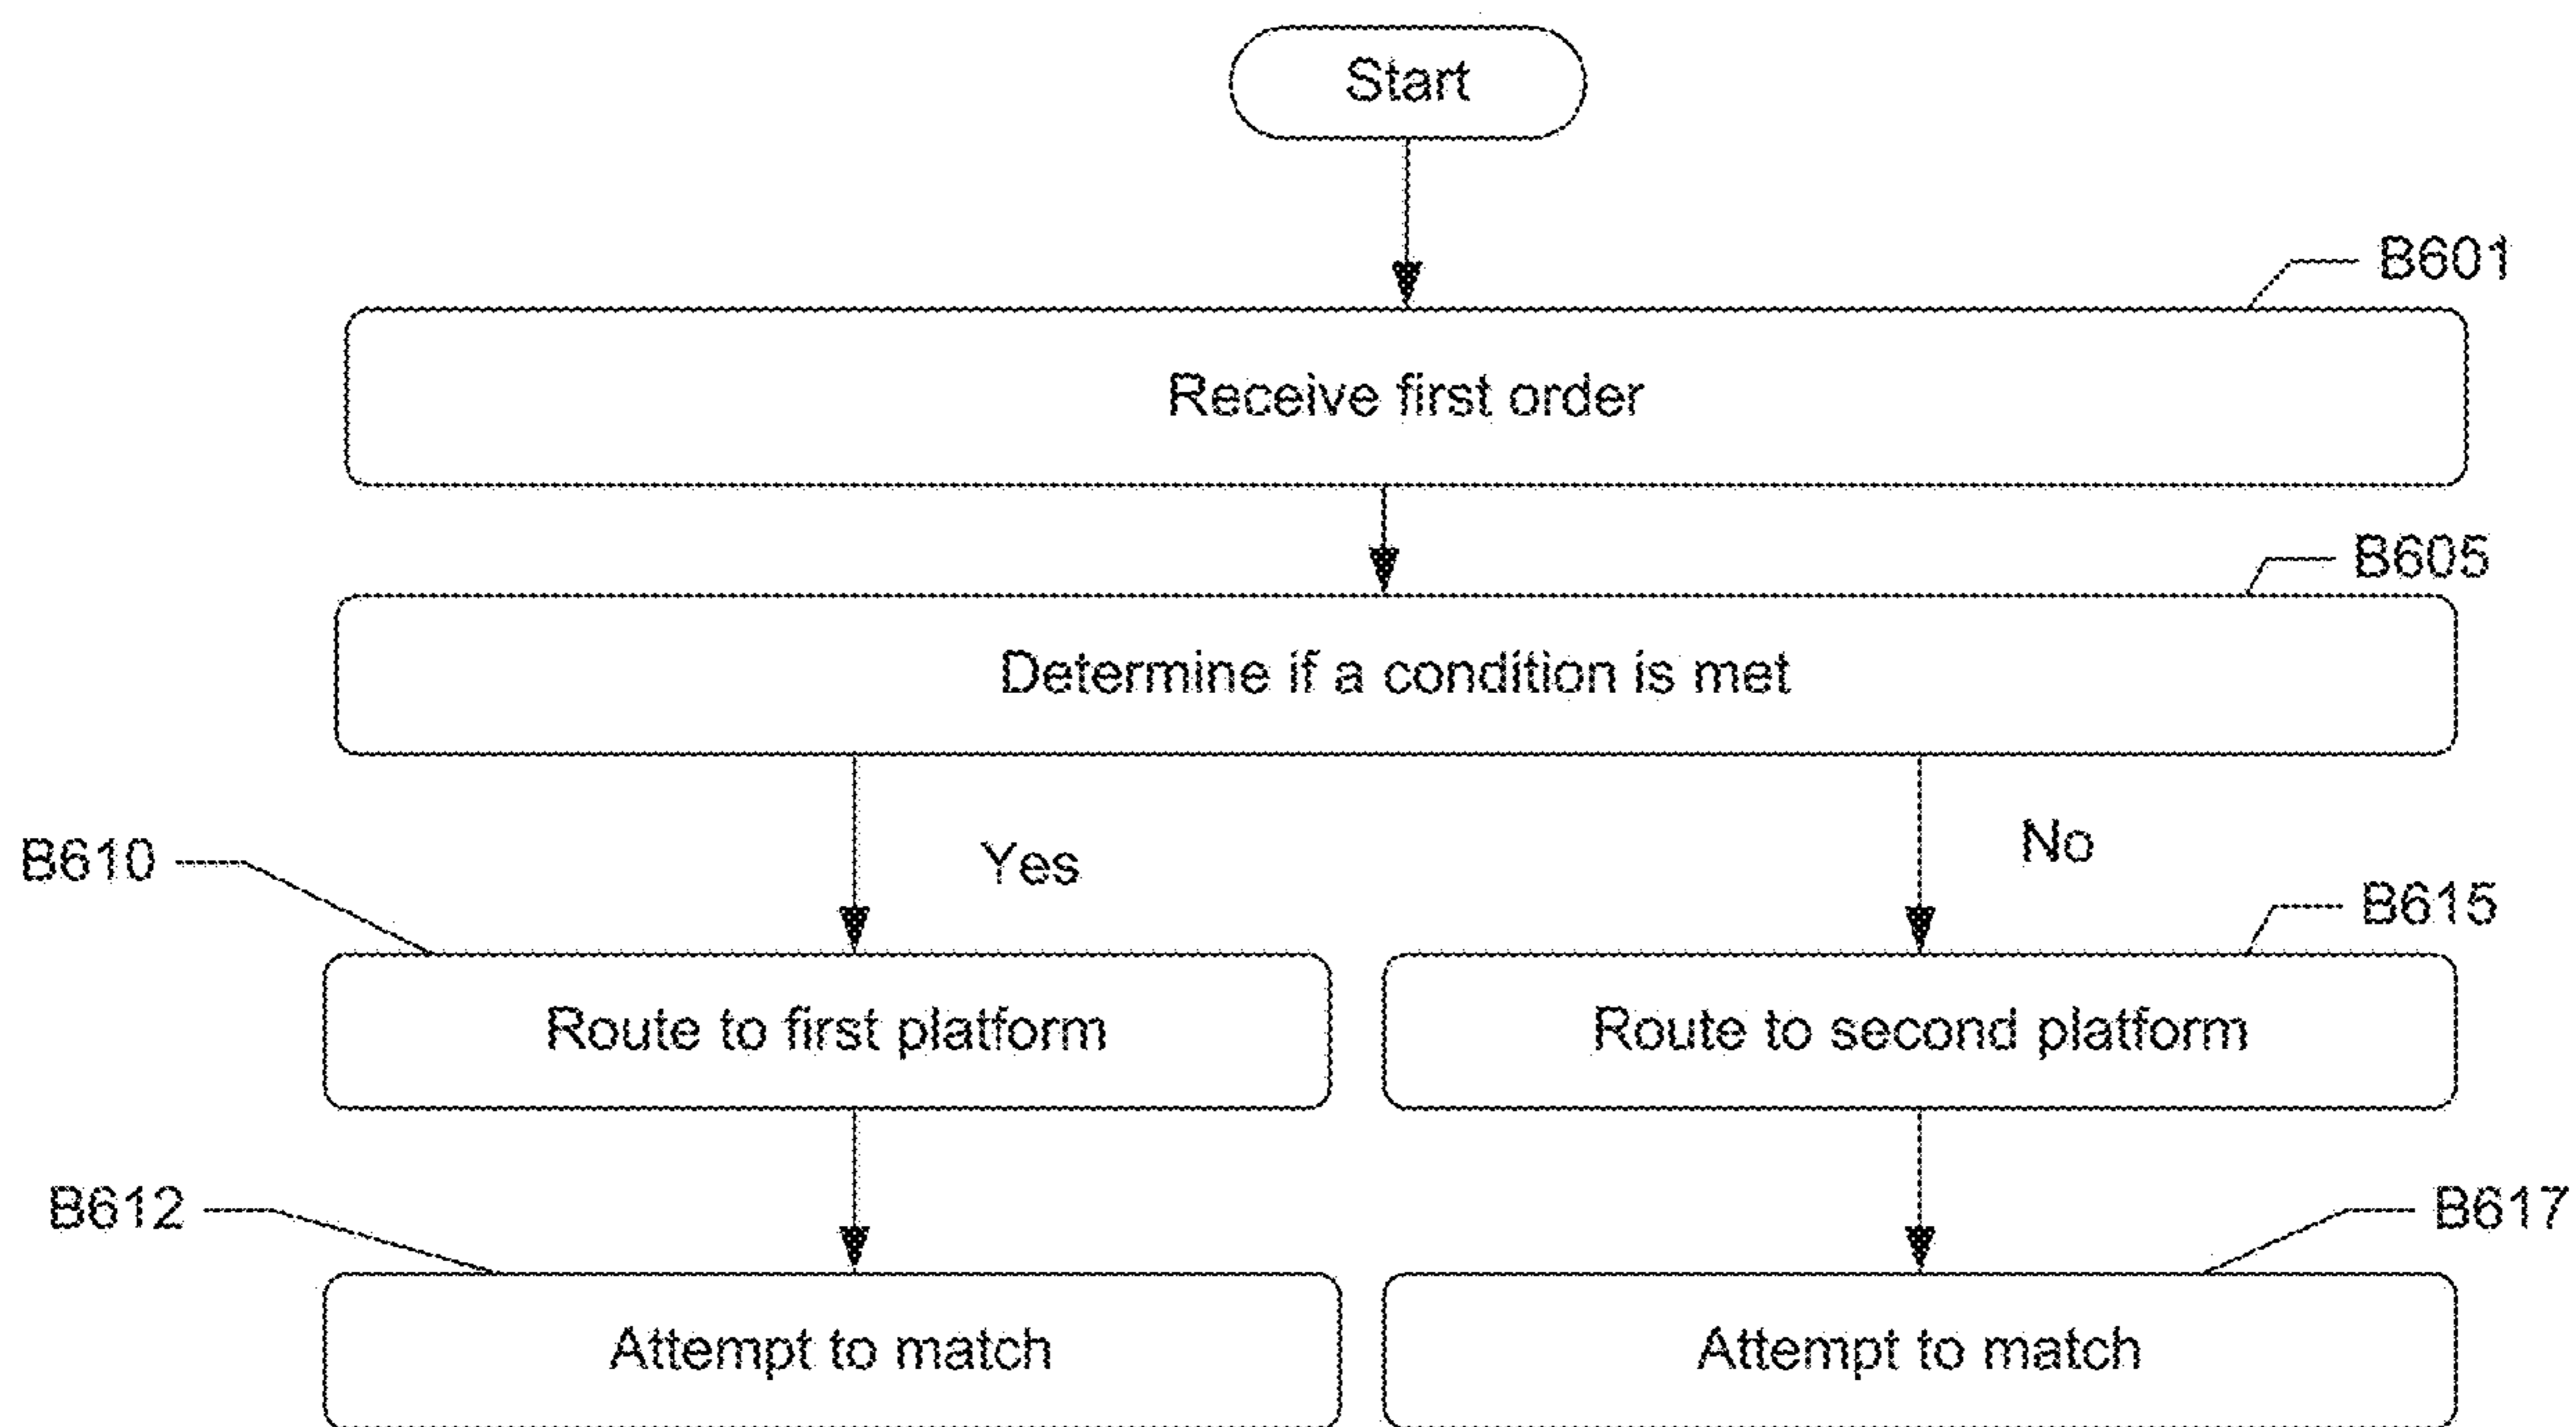 Start
B601
Receive first order
B605
Determine if a condition is met
B610
Yes
No
B615
Route to first platform
Route to second platform
B612
B617
Attempt to match
Attempt to match